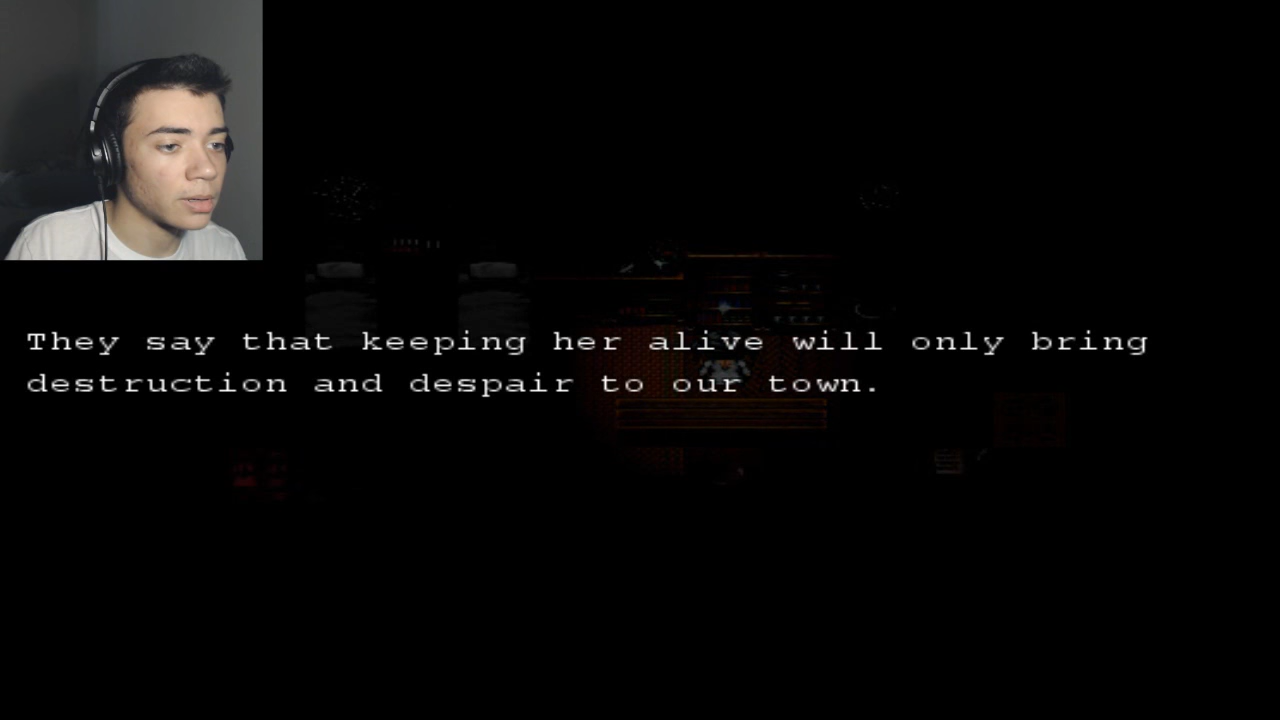 They say that keeping her alive will only bring
destruction and despair to our town.